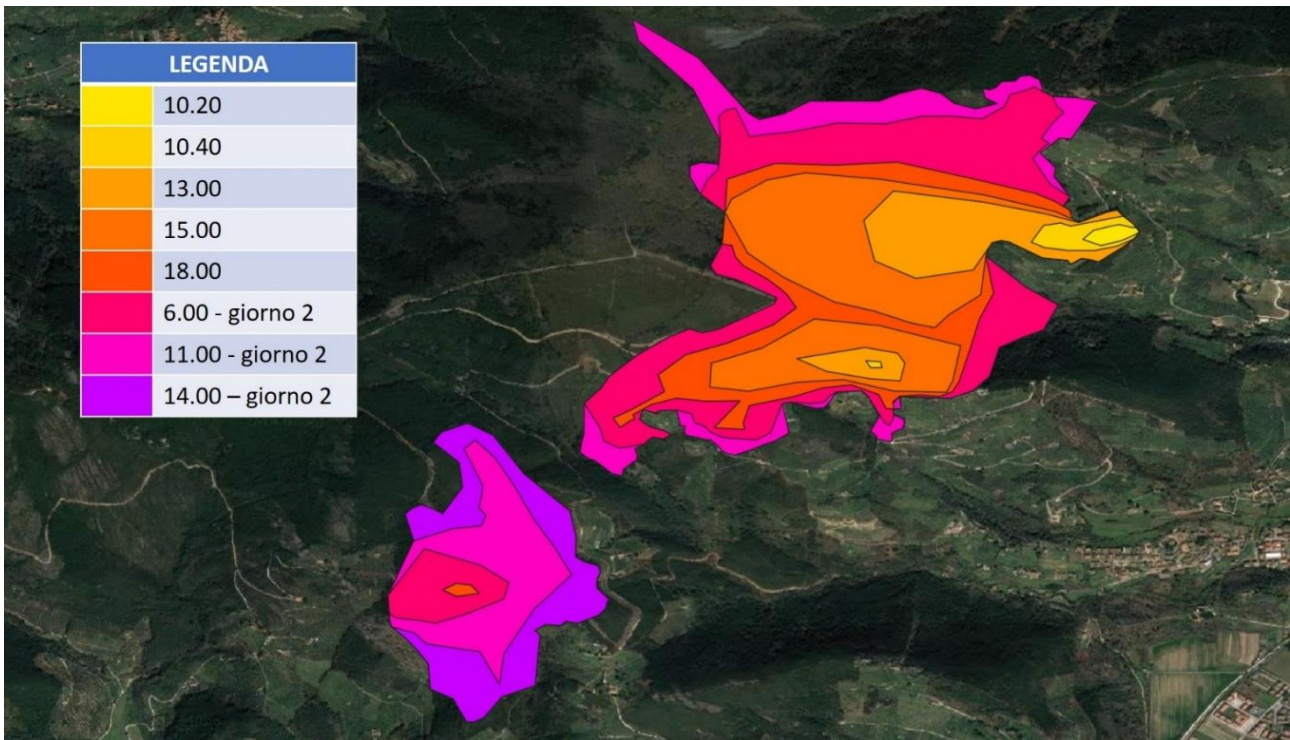 LEGENDA
10.20
10.40
13.00
15.00
18.00
6.00 - giorno 2
11.00 - giorno 2
14.00 – giorno 2